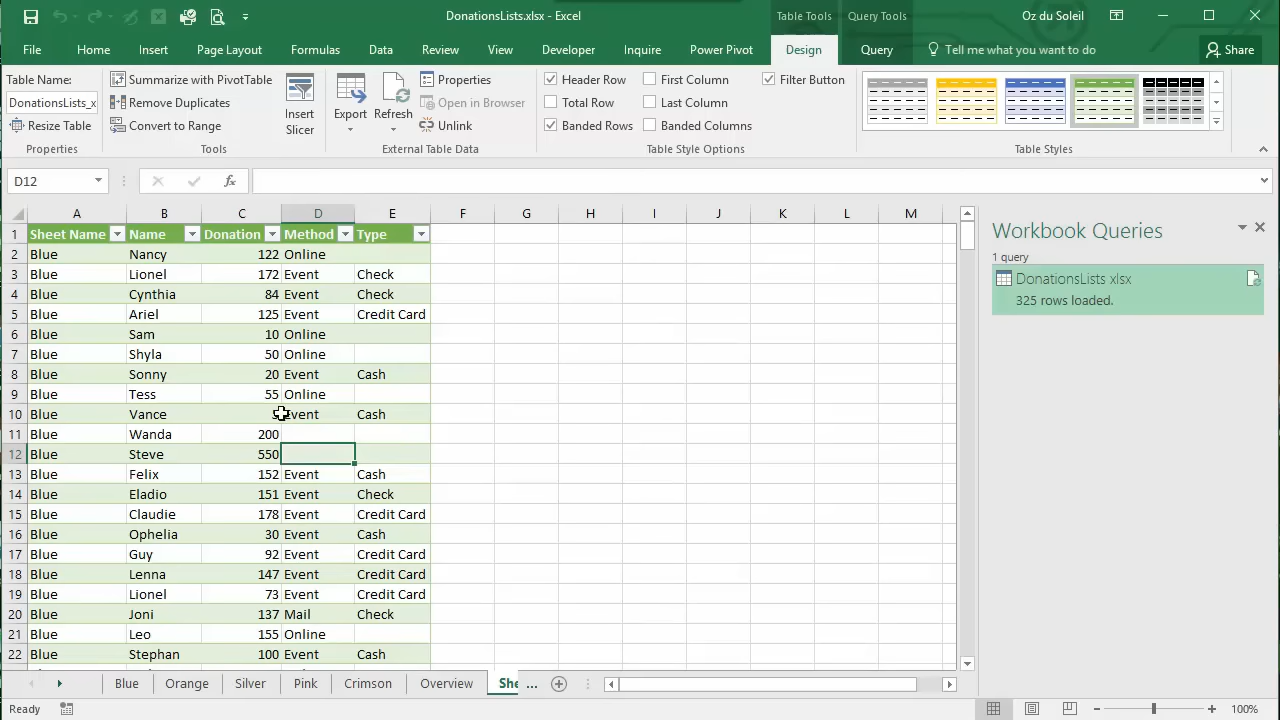 DonationsLists.xlsx - Excel
Table Tools
Query Tools
Oz du Soleil
File Home Insert Page Layout Formulas Data Review View Developer Inquire Power Pivot Design Query Tell me what you want to do Share
Table Name:
DonationsLists_x
Resize Table
Properties
Summarize with PivotTable
Remove Duplicates
Convert to Range
Insert
Slicer
Tools
Export
Refresh
Properties
Open in Browser
Unlink
External Table Data
Header Row First Column Filter Button
Total Row Last Column
Banded Rows Banded Columns
Table Style Options
Table Styles
D12
fx
A B C D E F G H I J K L M
1 Sheet Name Name Donation Method Type
2 Blue Nancy 122 Online
3 Blue Lionel 172 Event Check
4 Blue Cynthia 84 Event Check
5 Blue Ariel 125 Event Credit Card
6 Blue Sam 10 Online
7 Blue Shyla 50 Online
8 Blue Sonny 20 Event Cash
9 Blue Tess 55 Online
10 Blue Vance Event Cash
11 Blue Wanda 200
12 Blue Steve 550
13 Blue Felix 152 Event Cash
14 Blue Eladio 151 Event Check
15 Blue Claudie 178 Event Credit Card
16 Blue Ophelia 30 Event Cash
17 Blue Guy 92 Event Credit Card
18 Blue Lenna 147 Event Credit Card
19 Blue Lionel 73 Event Credit Card
20 Blue Joni 137 Mail Check
21 Blue Leo 155 Online
22 Blue Stephan 100 Event Cash
Workbook Queries
1 query
DonationsLists xlsx
325 rows loaded.
Blue Orange Silver Pink Crimson Overview She ...
Ready
100%